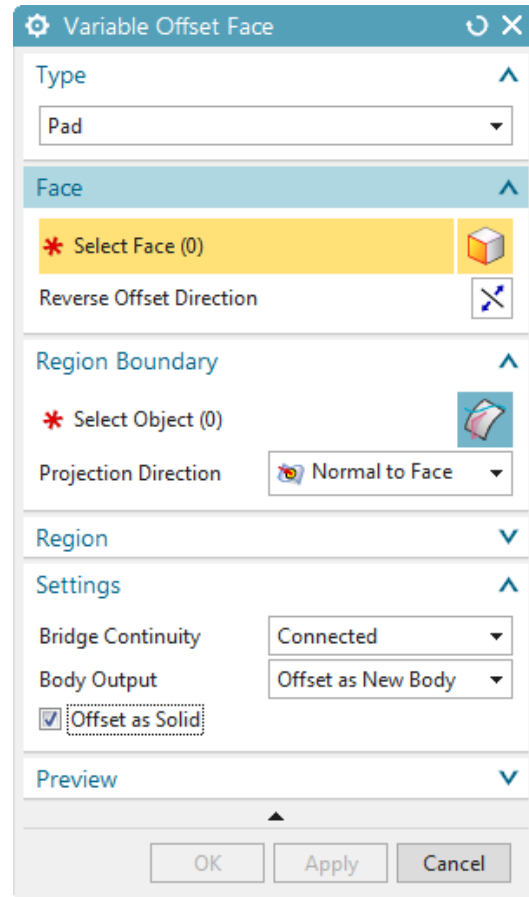 Variable Offset Face
Type
Pad
Face
* Select Face (0)
Reverse Offset Direction
Region Boundary
* Select Object (0)
Projection Direction Normal to Face
Region
Settings
Bridge Continuity Connected
Body Output Offset as New Body
Offset as Solid
Preview
OK Apply Cancel